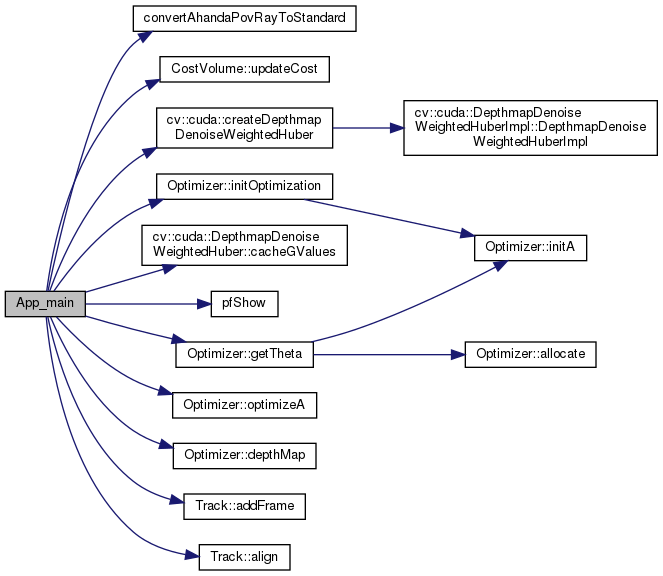 convertAhandaPovRayToStandard
CostVolume::updateCost
cv::cuda::createDepthmap
DenoiseWeightedHuber
cv::cuda::DepthmapDenoise
WeightedHuberImpl::DepthmapDenoise
WeightedHuberImpl
Optimizer::initOptimization
cv::cuda::DepthmapDenoise
WeightedHuber::cacheGValues
Optimizer::initA
App_main
pfShow
Optimizer::getTheta
Optimizer::allocate
Optimizer::optimizeA
Optimizer::depthMap
Track::addFrame
Track::align